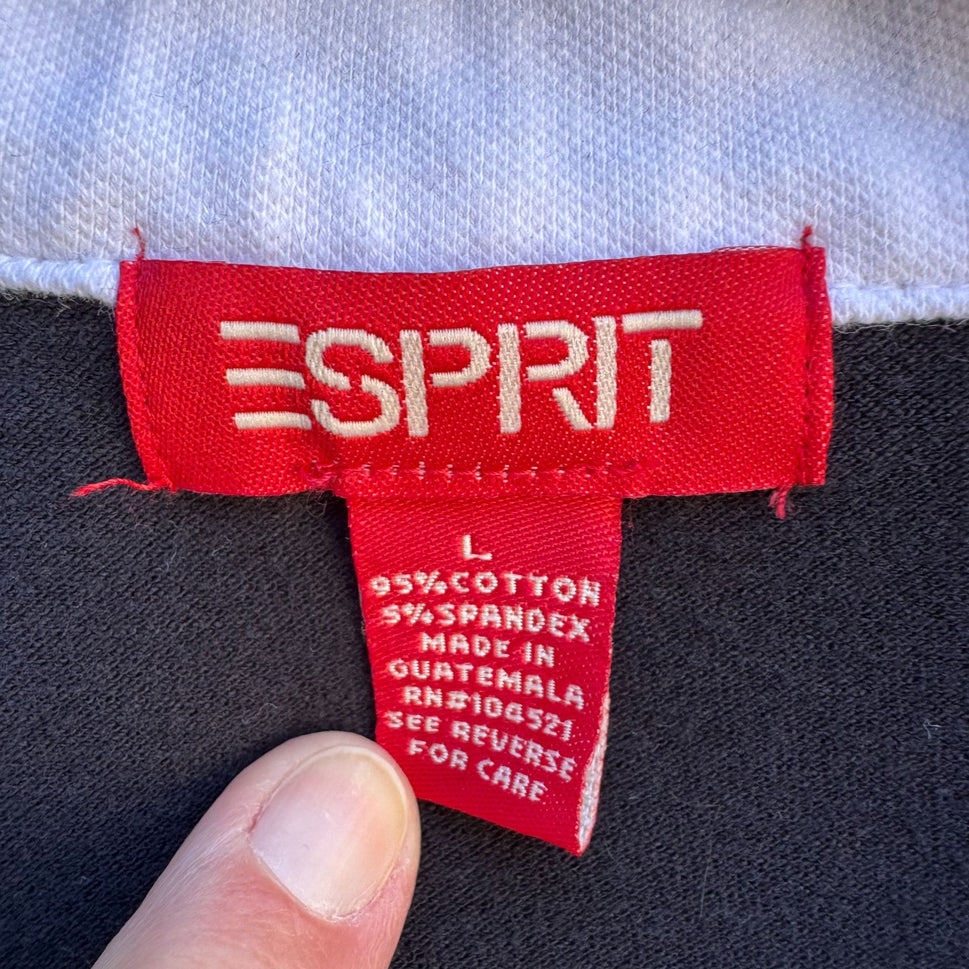 ESPRIT
L
95% COTTON
5% SPANDEX
MADE IN
GUATEMALA
RN#104521
SEE REVERSE
FOR CARE